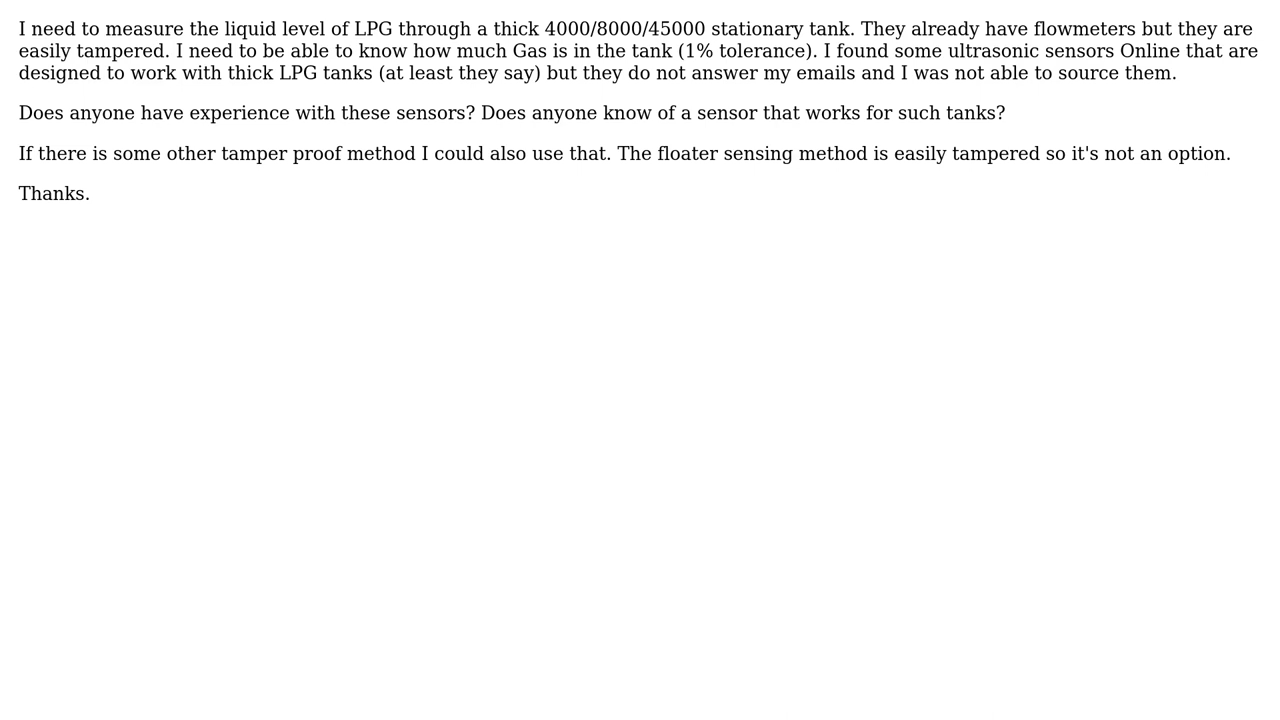 I need to measure the liquid level of LPG through a thick 4000/8000/45000 stationary tank. They already have flowmeters but they are
easily tampered. I need to be able to know how much Gas is in the tank (1% tolerance). I found some ultrasonic sensors Online that are
designed to work with thick LPG tanks (at least they say) but they do not answer my emails and I was not able to source them.
Does anyone have experience with these sensors? Does anyone know of a sensor that works for such tanks?
If there is some other tamper proof method I could also use that. The floater sensing method is easily tampered so it's not an option.
Thanks.